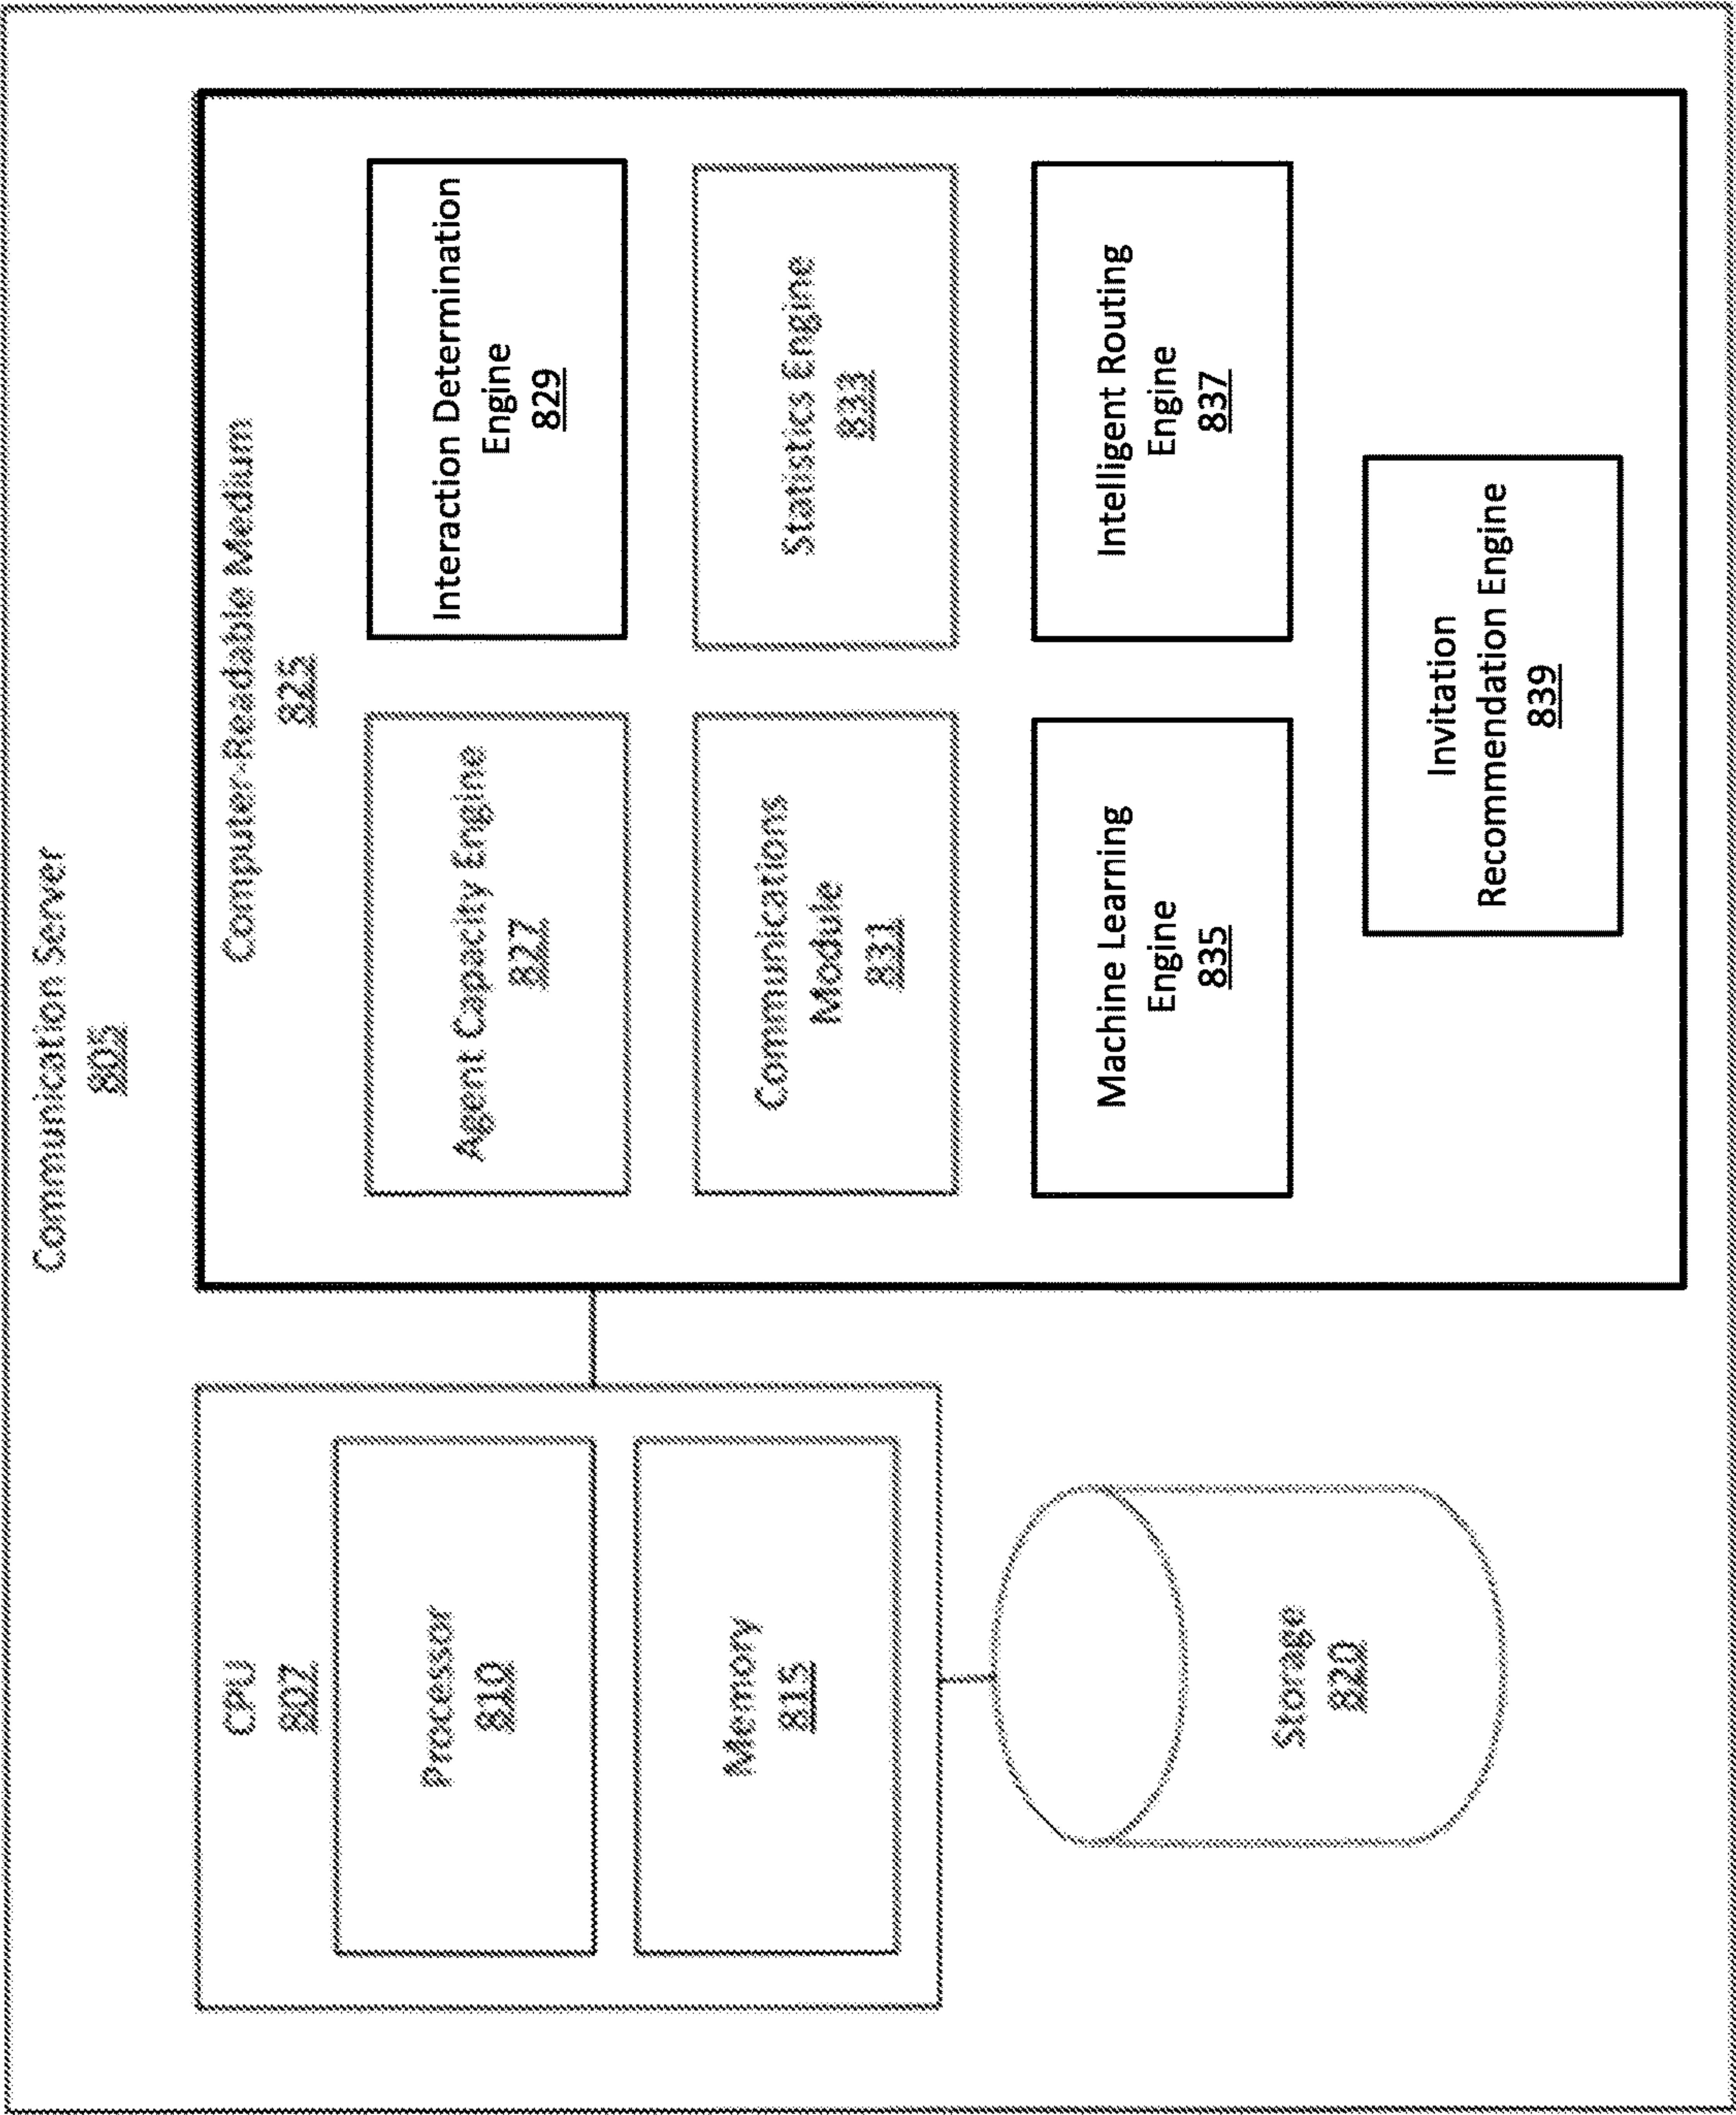 Communication Server
805
CPU
807
Processor
810
Memory
815
Storage
820
Computer-Readable Medium
825
Agent Capacity Engine
827
Interaction Determination
Engine
829
Communications
Module
831
Statistics Engine
833
Machine Learning
Engine
835
Intelligent Routing
Engine
837
Invitation
Recommendation Engine
839